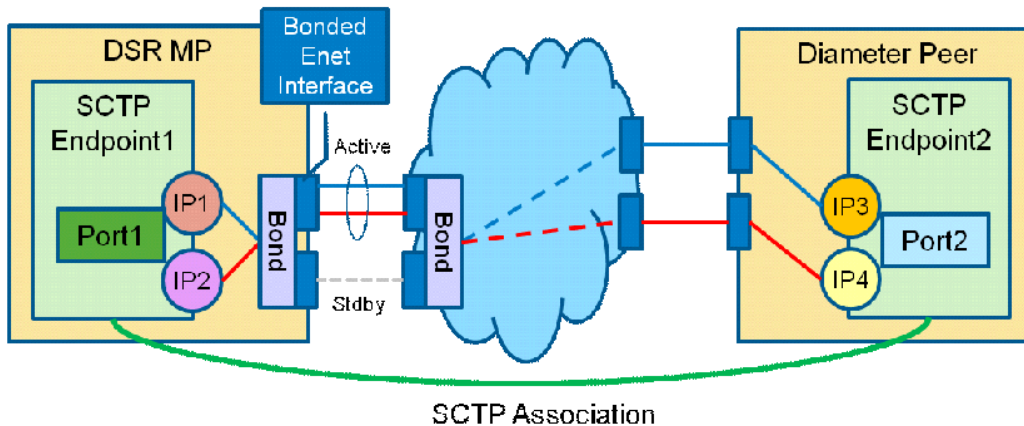 DSR MP
Bonded
Enet
Interface
Diameter Peer
SCTP
Endpoint1
SCTP
Endpoint2
Active
IP1
Port1
IP2
Bond
Bond
Stdby
IP3
Port2
IP4
SCTP Association